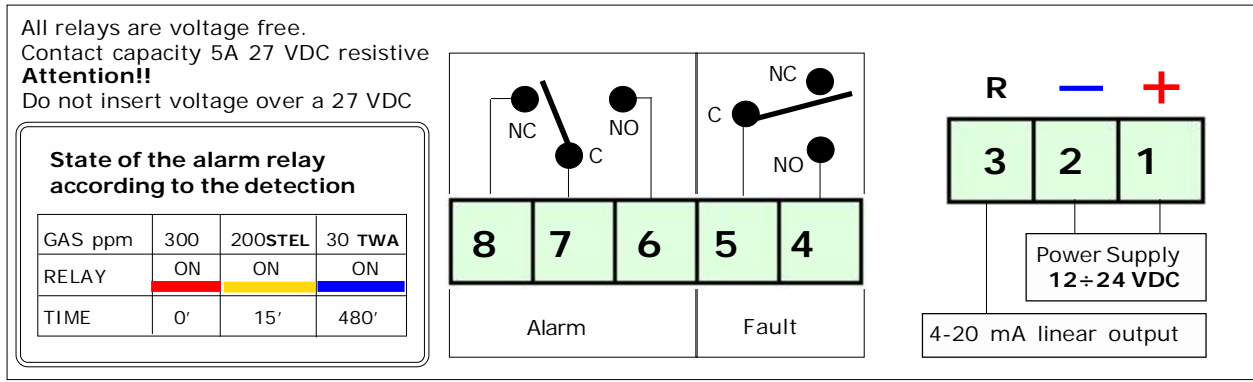 All relays are voltage free.
Contact capacity 5A 27 VDC resistive
Attention!!
Do not insert voltage over a 27 VDC
State of the alarm relay
according to the detection
GAS ppm 300 200STEL 30 TWA
RELAY ON ON ON
TIME 0′ 15′ 480′
NC NO C
C NC NO
8 7 6 5 4
Alarm Fault
R — +
3 2 1
Power Supply
12÷24 VDC
4-20 mA linear output